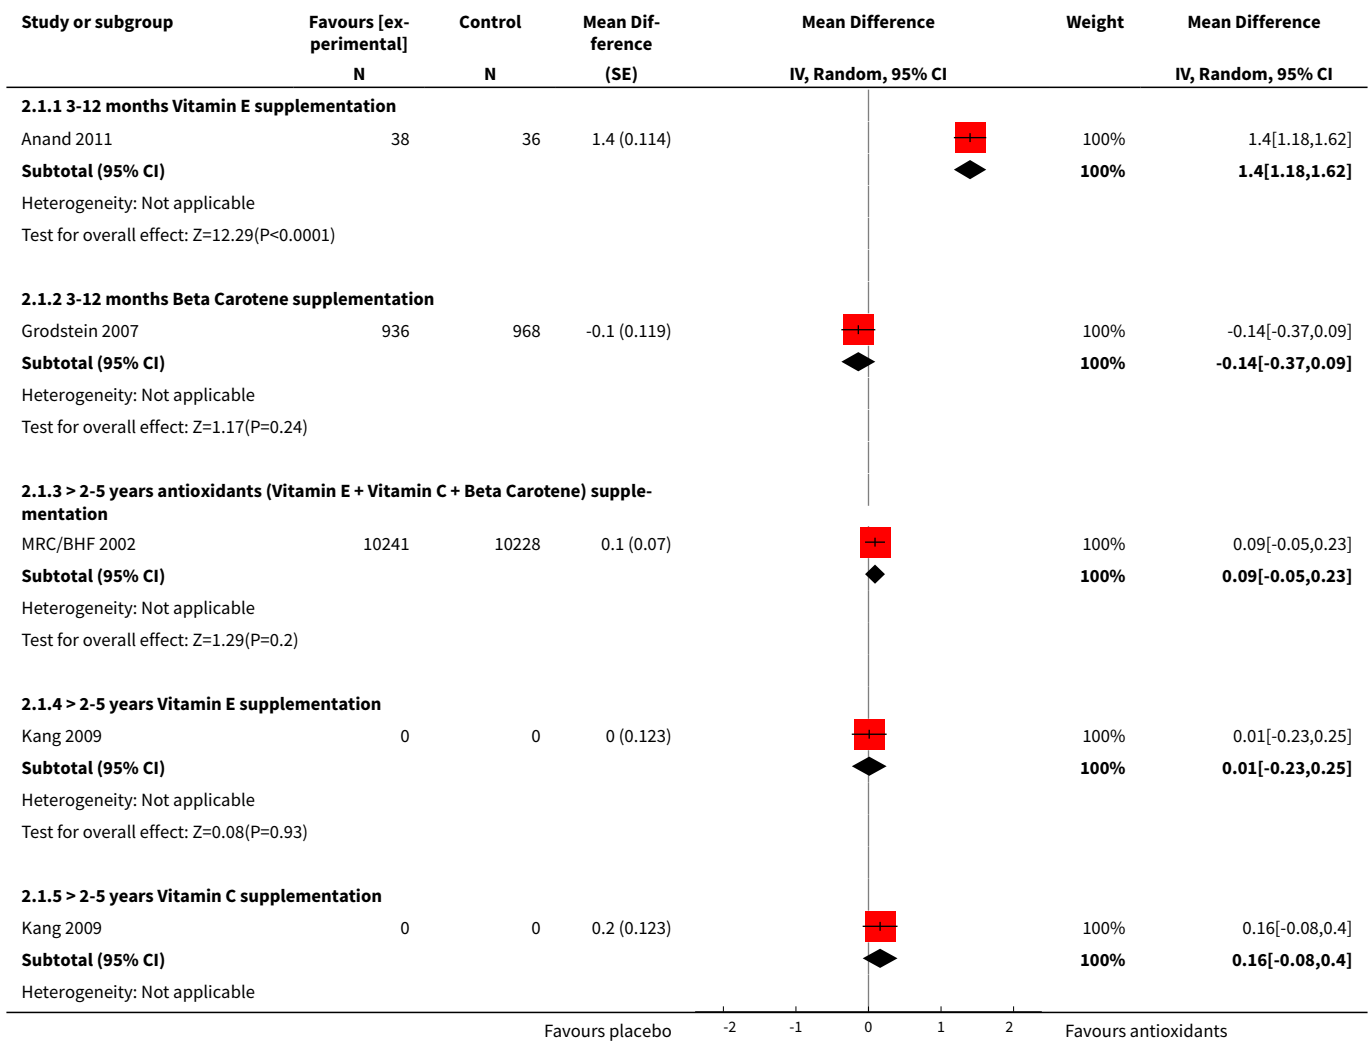 Study or subgroup Favours [ex- Control Mean Dif- Mean Difference Weight Mean Difference
perimental] ference
N N (SE) IV, Random, 95% CI IV, Random, 95% CI
2.1.1 3-12 months Vitamin E supplementation
Anand 2011 38 36 1.4 (0.114) 100% 1.4[1.18,1.62]
Subtotal (95% CI) 100% 1.4[1.18,1.62]
Heterogeneity: Not applicable
Test for overall effect: Z=12.29(P<0.0001)
2.1.2 3-12 months Beta Carotene supplementation
Grodstein 2007 936 968 -0.1 (0.119) 100% -0.14[-0.37,0.09]
Subtotal (95% CI) 100% -0.14[-0.37,0.09]
Heterogeneity: Not applicable
Test for overall effect: Z=1.17(P=0.24)
2.1.3 > 2-5 years antioxidants (Vitamin E + Vitamin C + Beta Carotene) supple-
mentation
MRC/BHF 2002 10241 10228 0.1 (0.07) 100% 0.09[-0.05,0.23]
Subtotal (95% CI) 100% 0.09[-0.05,0.23]
Heterogeneity: Not applicable
Test for overall effect: Z=1.29(P=0.2)
2.1.4 > 2-5 years Vitamin E supplementation
Kang 2009 0 0 0 (0.123) 100% 0.01[-0.23,0.25]
Subtotal (95% CI) 100% 0.01[-0.23,0.25]
Heterogeneity: Not applicable
Test for overall effect: Z=0.08(P=0.93)
2.1.5 > 2-5 years Vitamin C supplementation
Kang 2009 0 0 0.2 (0.123) 100% 0.16[-0.08,0.4]
Subtotal (95% CI) 100% 0.16[-0.08,0.4]
Heterogeneity: Not applicable
Favours placebo -2 -1 0 1 2 Favours antioxidants